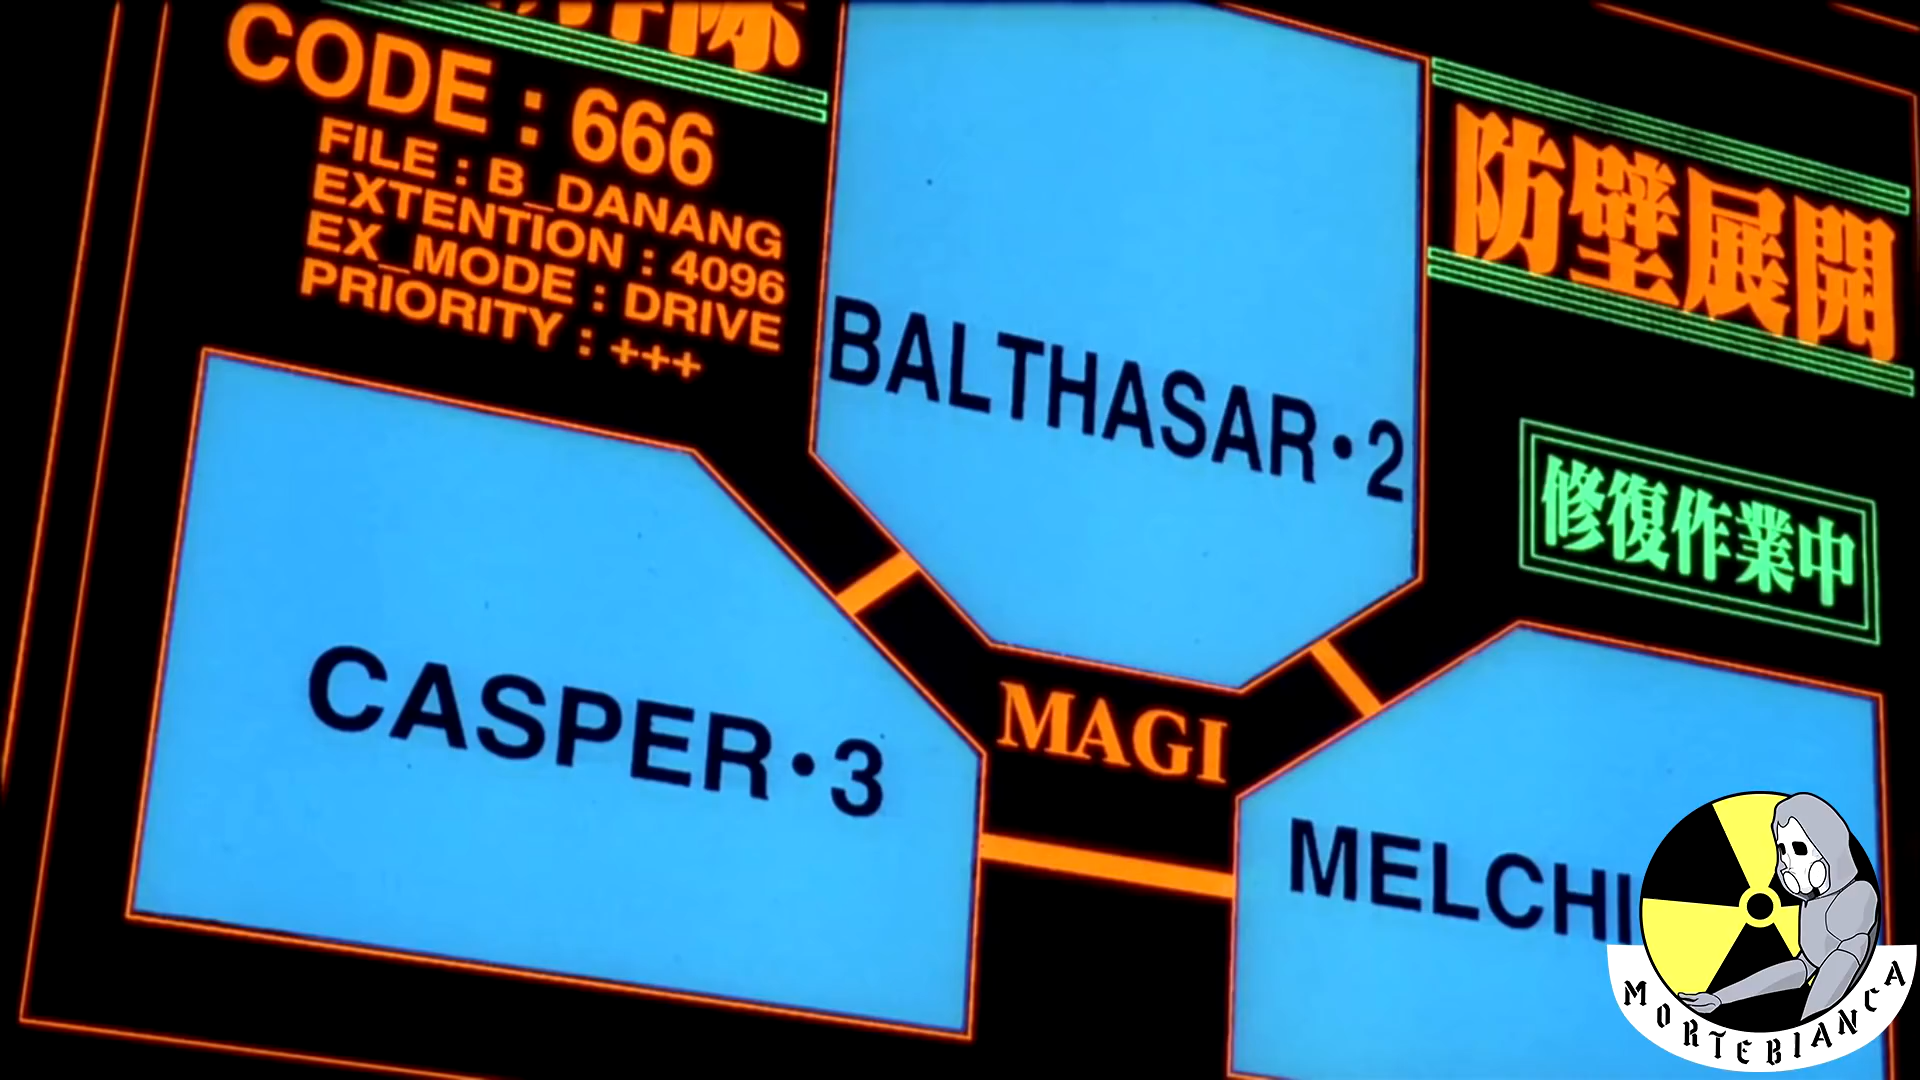 CODE : 666
FILE : B_DANANG
EXTENTION : 4096
EX_MODE : DRIVE
PRIORITY : +++
防壁展開
BALTHASAR・2
修復作業中
CASPER・3
MAGI
MELCHI
MORTEBIANCA